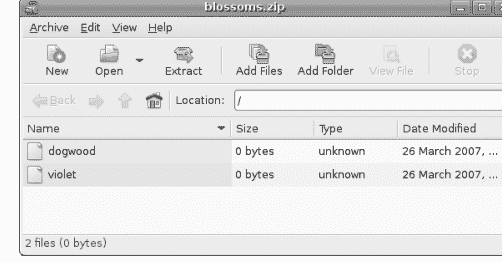 blossoms.zip
Archive Edit View Help
New Open Extract Add Files Add Folder View File Stop
Back Location: /
Name Size Type Date Modified
dogwood 0 bytes unknown 26 March 2007, ...
violet 0 bytes unknown 26 March 2007, ...
2 files (0 bytes)